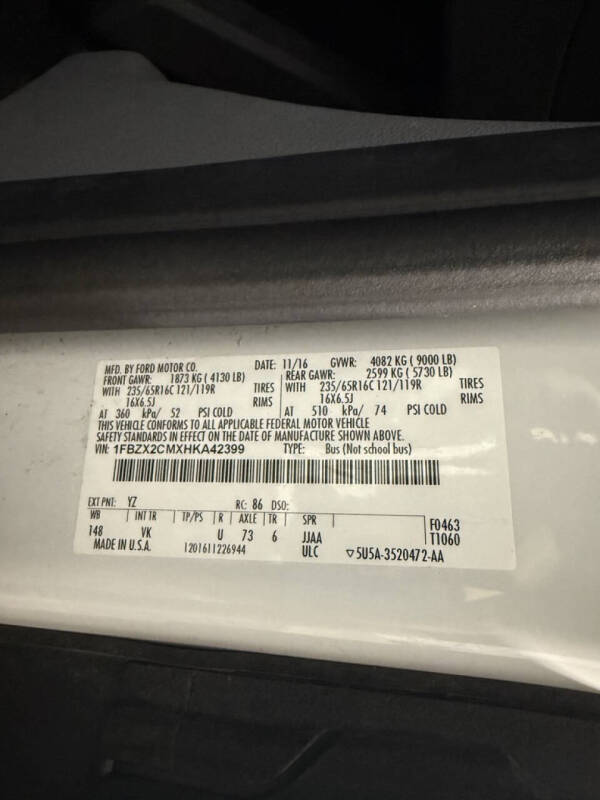 MFD. BY FORD MOTOR CO. DATE: 11/16 GVWR: 4082 KG ( 9000 LB)
FRONT GAWR: 1873 KG ( 4130 LB) REAR GAWR: 2599 KG ( 5730 LB)
WITH 235/65R16C 121/119R TIRES WITH 235/65R16C 121/119R TIRES
16X6.5J RIMS 16X6.5J RIMS
AT 360 kPa/ 52 PSI COLD AT 510 kPa/ 74 PSI COLD
THIS VEHICLE CONFORMS TO ALL APPLICABLE FEDERAL MOTOR VEHICLE
SAFETY STANDARDS IN EFFECT ON THE DATE OF MANUFACTURE SHOWN ABOVE.
VIN: 1FBZX2CMXHKA42399 TYPE: Bus (Not school bus)
EXT PNT: YZ RC: 86 DSO:
WB INT TR TP/PS R AXLE TR SPR F0463
148 VK U 73 6 JJAA T1060
MADE IN U.S.A. 1201611226944 ULC ▽5U5A-3520472-AA